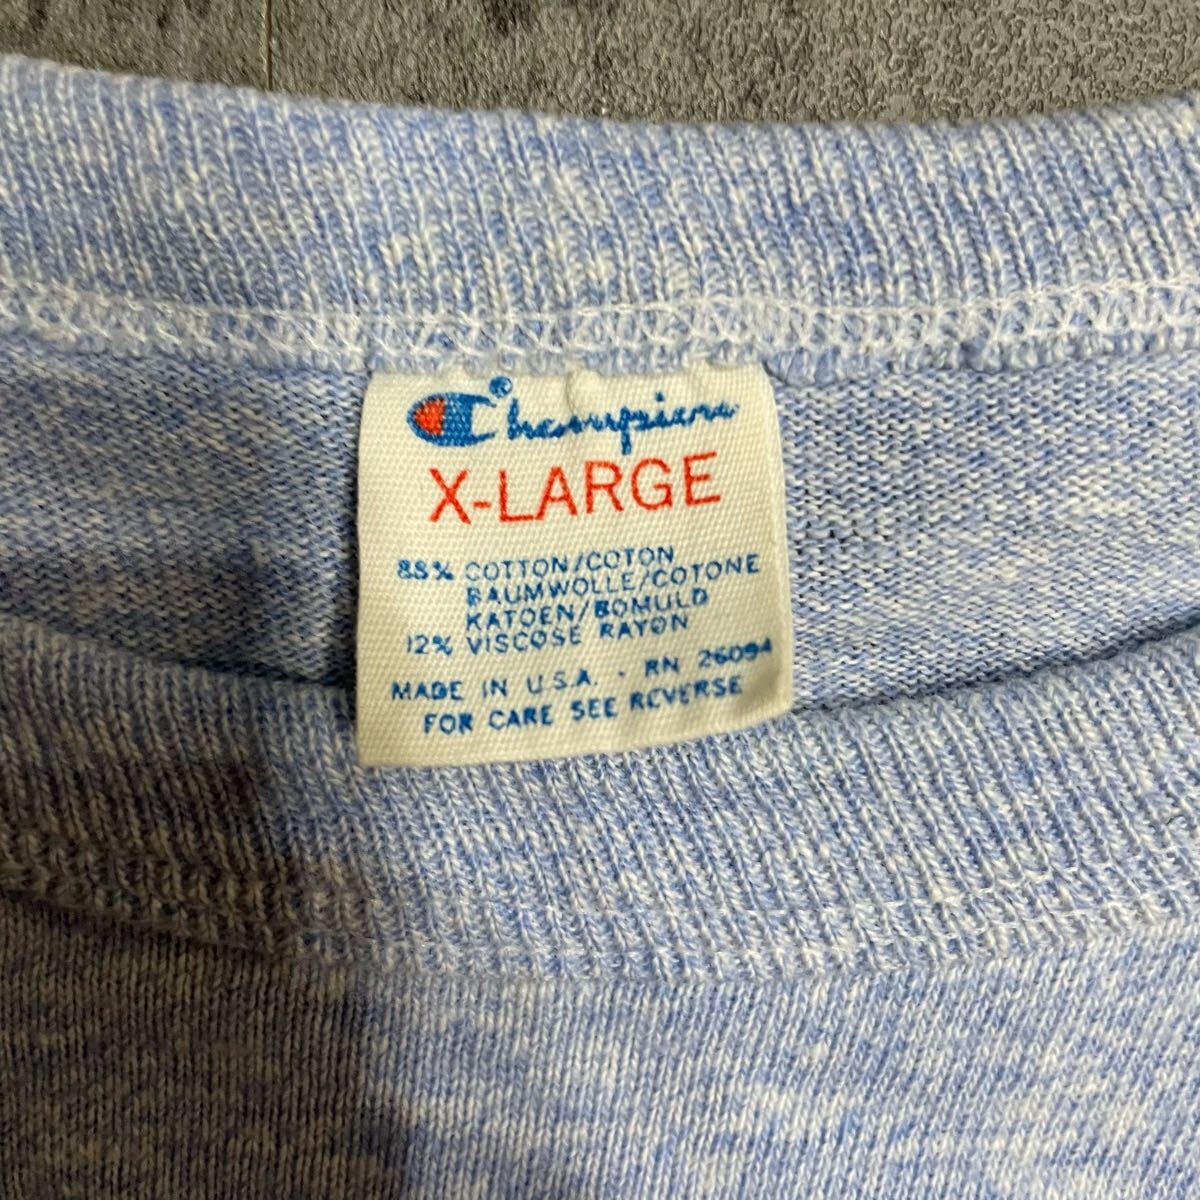 Champion®
X-LARGE
88% COTTON/COTON
BAUMWOLLE/COTONE
KATOEN/BOMULD
12% VISCOSE RAYON
MADE IN U.S.A. - RN 26094
FOR CARE SEE REVERSE